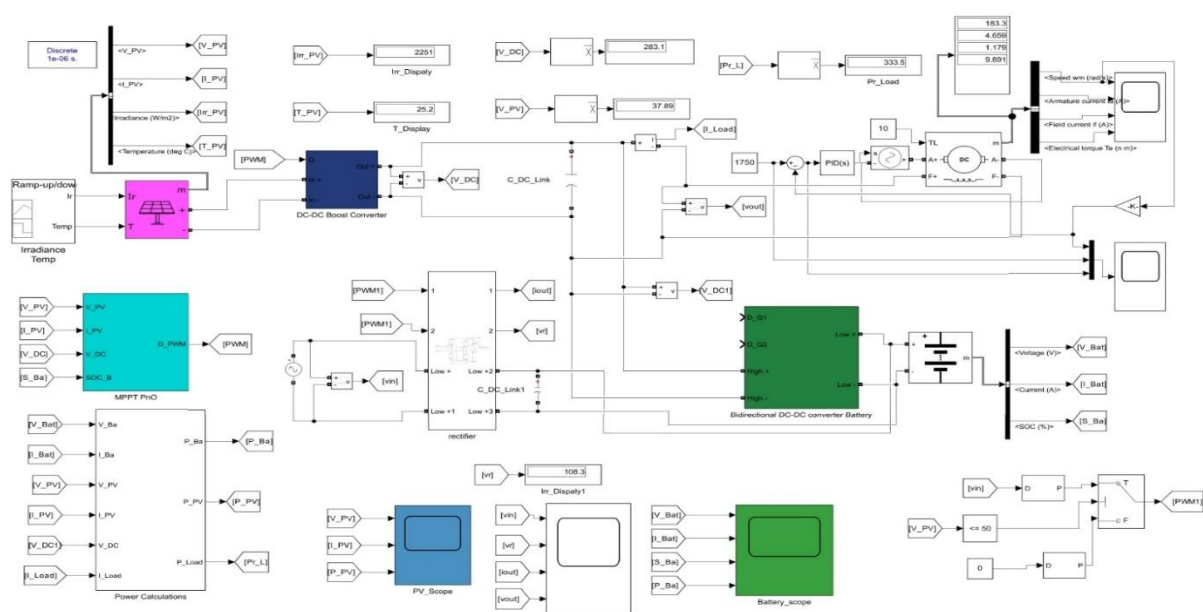 Discrete
1e-06 s.
<V_PV>
<I_PV>
<Irradiance (W/m2)>
<Temperature (deg C)>
[V_PV]
[I_PV]
[Irr_PV]
[T_PV]
[Irr_PV]
2251
Irr_Dispaly
[T_PV]
25.2
T_Display
[V_DC]
283.1
[V_PV]
37.89
[Pr_L]
333.5
Pr_Load
183.3
4.659
1.179
9.891
<Speed wm (rad/s)>
<Armature current ia (A)>
<Field current if (A)>
<Electrical torque Te (n m)>
Ramp-up/dow
Ir
Temp
Irradiance
Temp
Ir
T
m
+
-
[PWM]
D
In +
In -
Out +
Out -
DC-DC Boost Converter
+
-
v
[V_DC]
C_DC_Link
+
i
-
[I_Load]
+
-
v
[vout]
1750
PID(s)
10
TL
m
A+
A-
F+
F-
DC
-K-
[V_PV]
[I_PV]
[V_DC]
[S_Ba]
V_PV
I_PV
V_DC
SOC_B
D_PWM
[PWM]
MPPT PnO
[PWM1]
[PWM1]
1
2
Low +
Low +1
1
2
Low +2
Low +3
rectifier
[iout]
[vr]
+
-
v
[vin]
C_DC_Link1
+
-
v
[V_DC1]
D_Q1
D_Q2
High +
High -
Low +
Low -
Bidirectional DC-DC converter Battery
+
-
m
<Voltage (V)>
<Current (A)>
<SOC (%)>
[V_Bat]
[I_Bat]
[S_Ba]
[V_Bat]
[I_Bat]
[V_PV]
[I_PV]
[V_DC1]
[I_Load]
V_Ba
I_Ba
V_PV
I_PV
V_DC
I_Load
P_Ba
P_PV
P_Load
[P_Ba]
[P_PV]
[Pr_L]
Power Calculations
[V_PV]
[I_PV]
[P_PV]
PV_Scope
[vr]
108.3
Irr_Dispaly1
[vin]
[vr]
[iout]
[vout]
[V_Bat]
[I_Bat]
[S_Ba]
[P_Ba]
Battery_scope
[vin]
D P
[V_PV]
<= 50
0
D P
T
F
[PWM1]